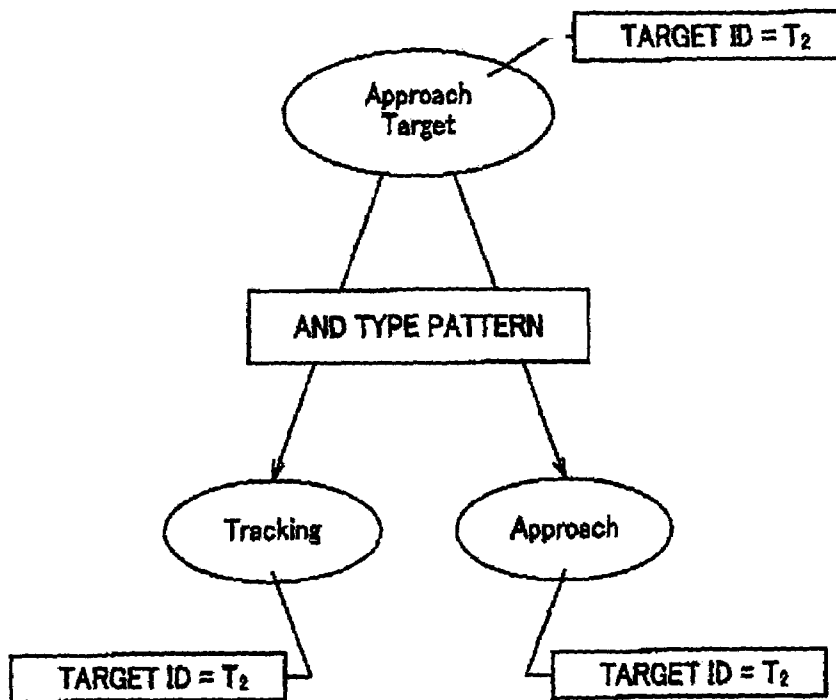 TARGET ID = T₂
Approach
Target
AND TYPE PATTERN
Tracking
Approach
TARGET ID = T₂
TARGET ID = T₂